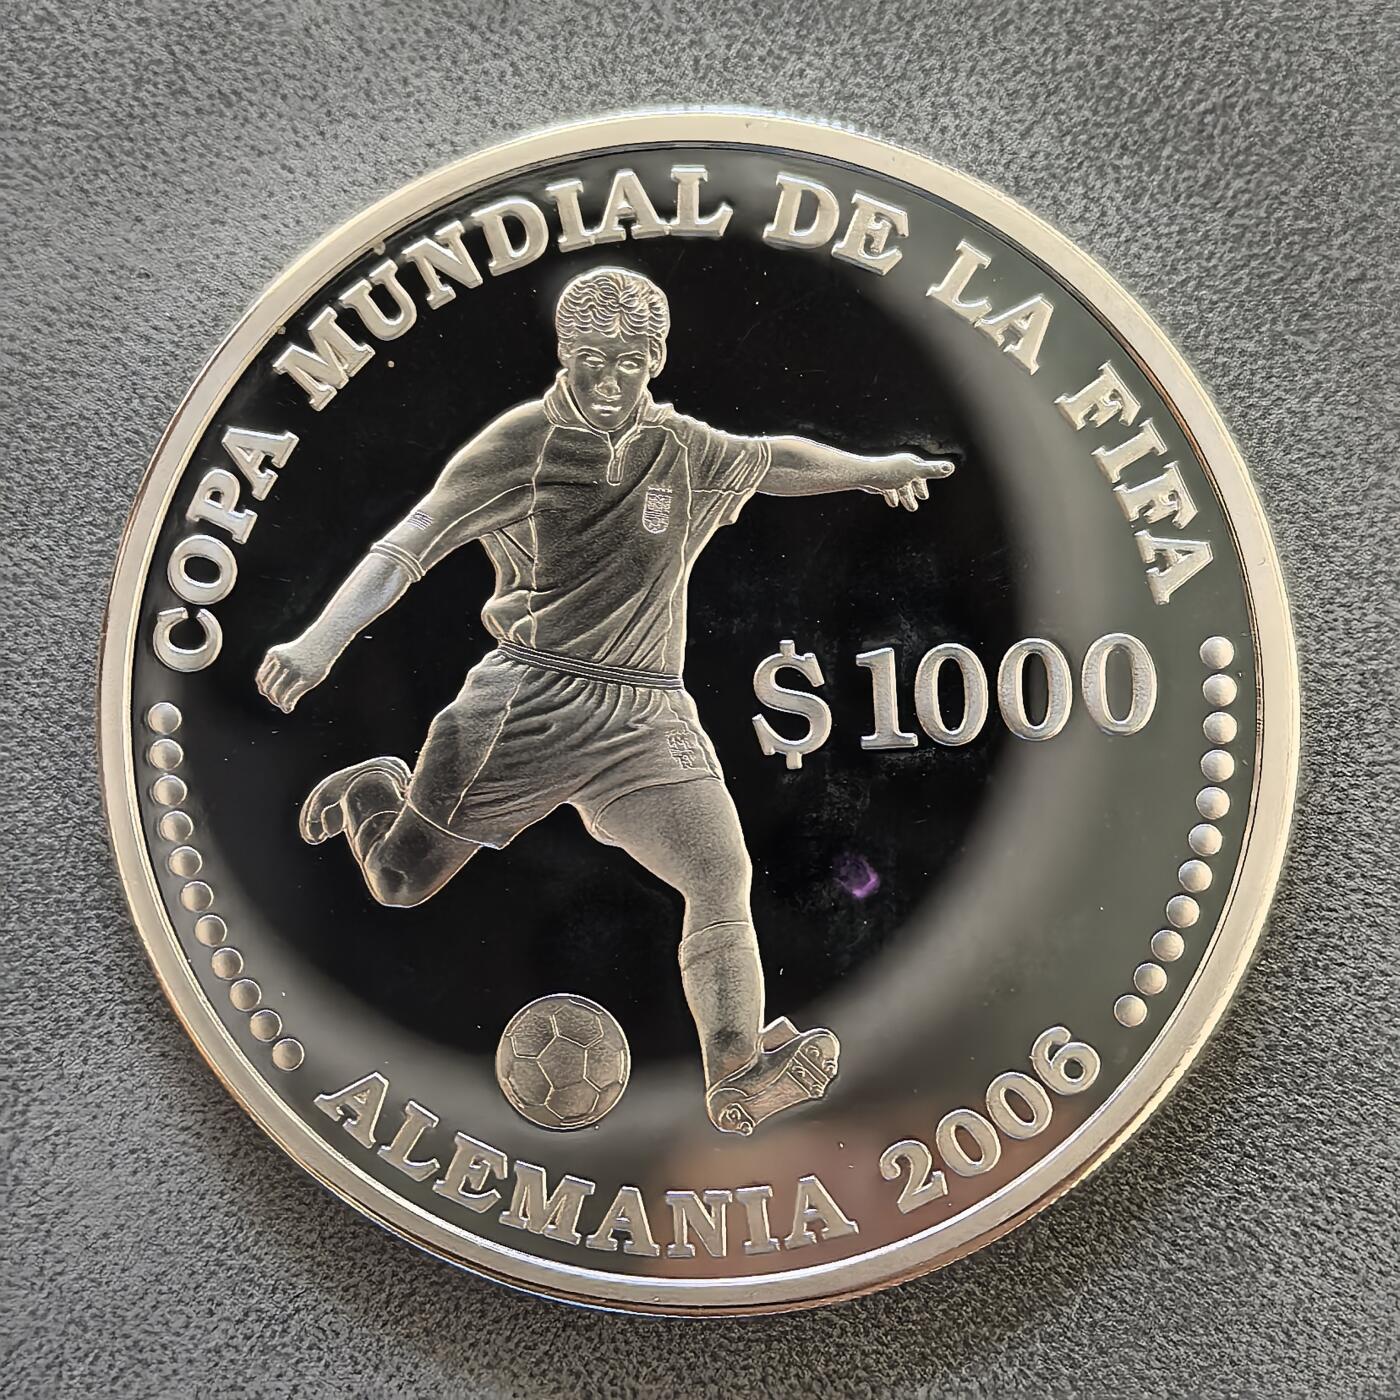 COPA MUNDIAL DE LA FIFA
$1000
ALEMANIA 2006